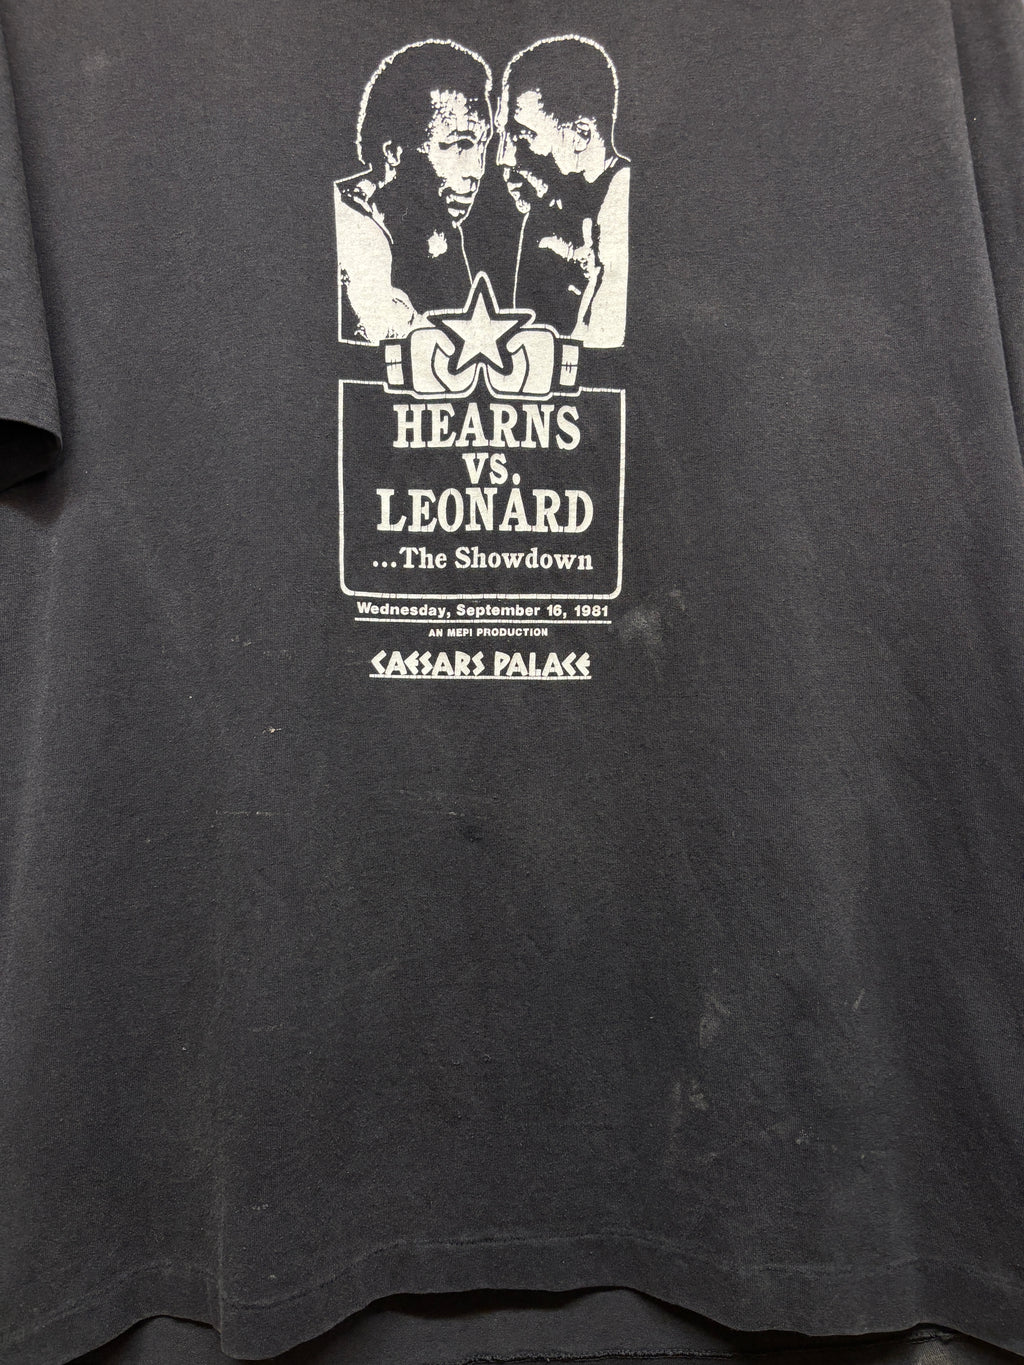 HEARNS
VS.
LEONARD
...The Showdown
Wednesday, September 16, 1981
AN MEPI PRODUCTION
CAESARS PALACE